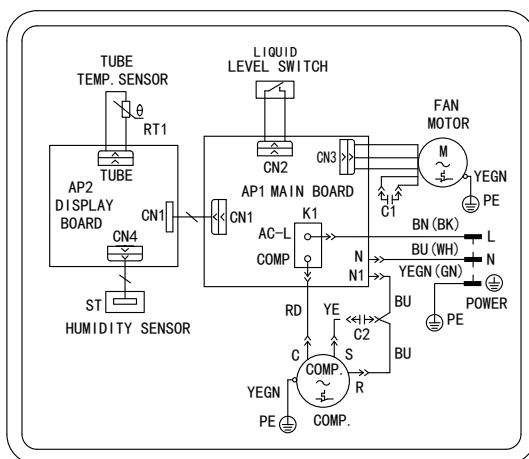 TUBE
TEMP. SENSOR
LIQUID
LEVEL SWITCH
FAN
MOTOR
θ
RT1
TUBE
CN2
CN3
M
YEGN
PE
C1
AP2
DISPLAY
BOARD
CN1
CN1
AP1 MAIN BOARD
K1
AC-L
COMP
BN(BK)
L
BU(WH)
N
N
YEGN(GN)
N1
PE
POWER
CN4
ST
HUMIDITY SENSOR
RD
YE
BU
C2
BU
C
S
R
COMP.
YEGN
PE
COMP.